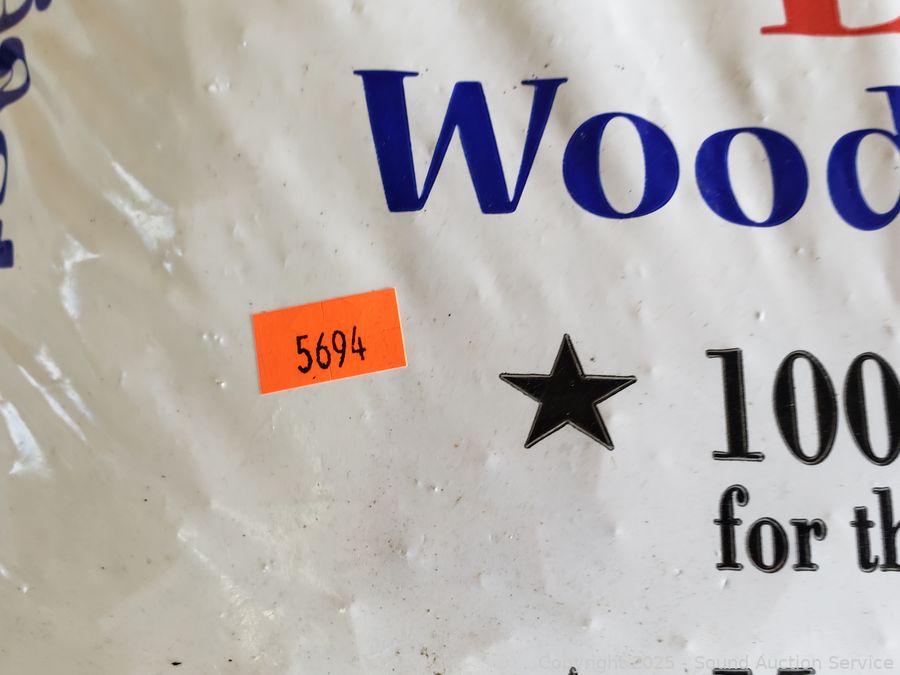 Wood
5694
★ 100
for th
Copyright 2025 - Sound Auction Service